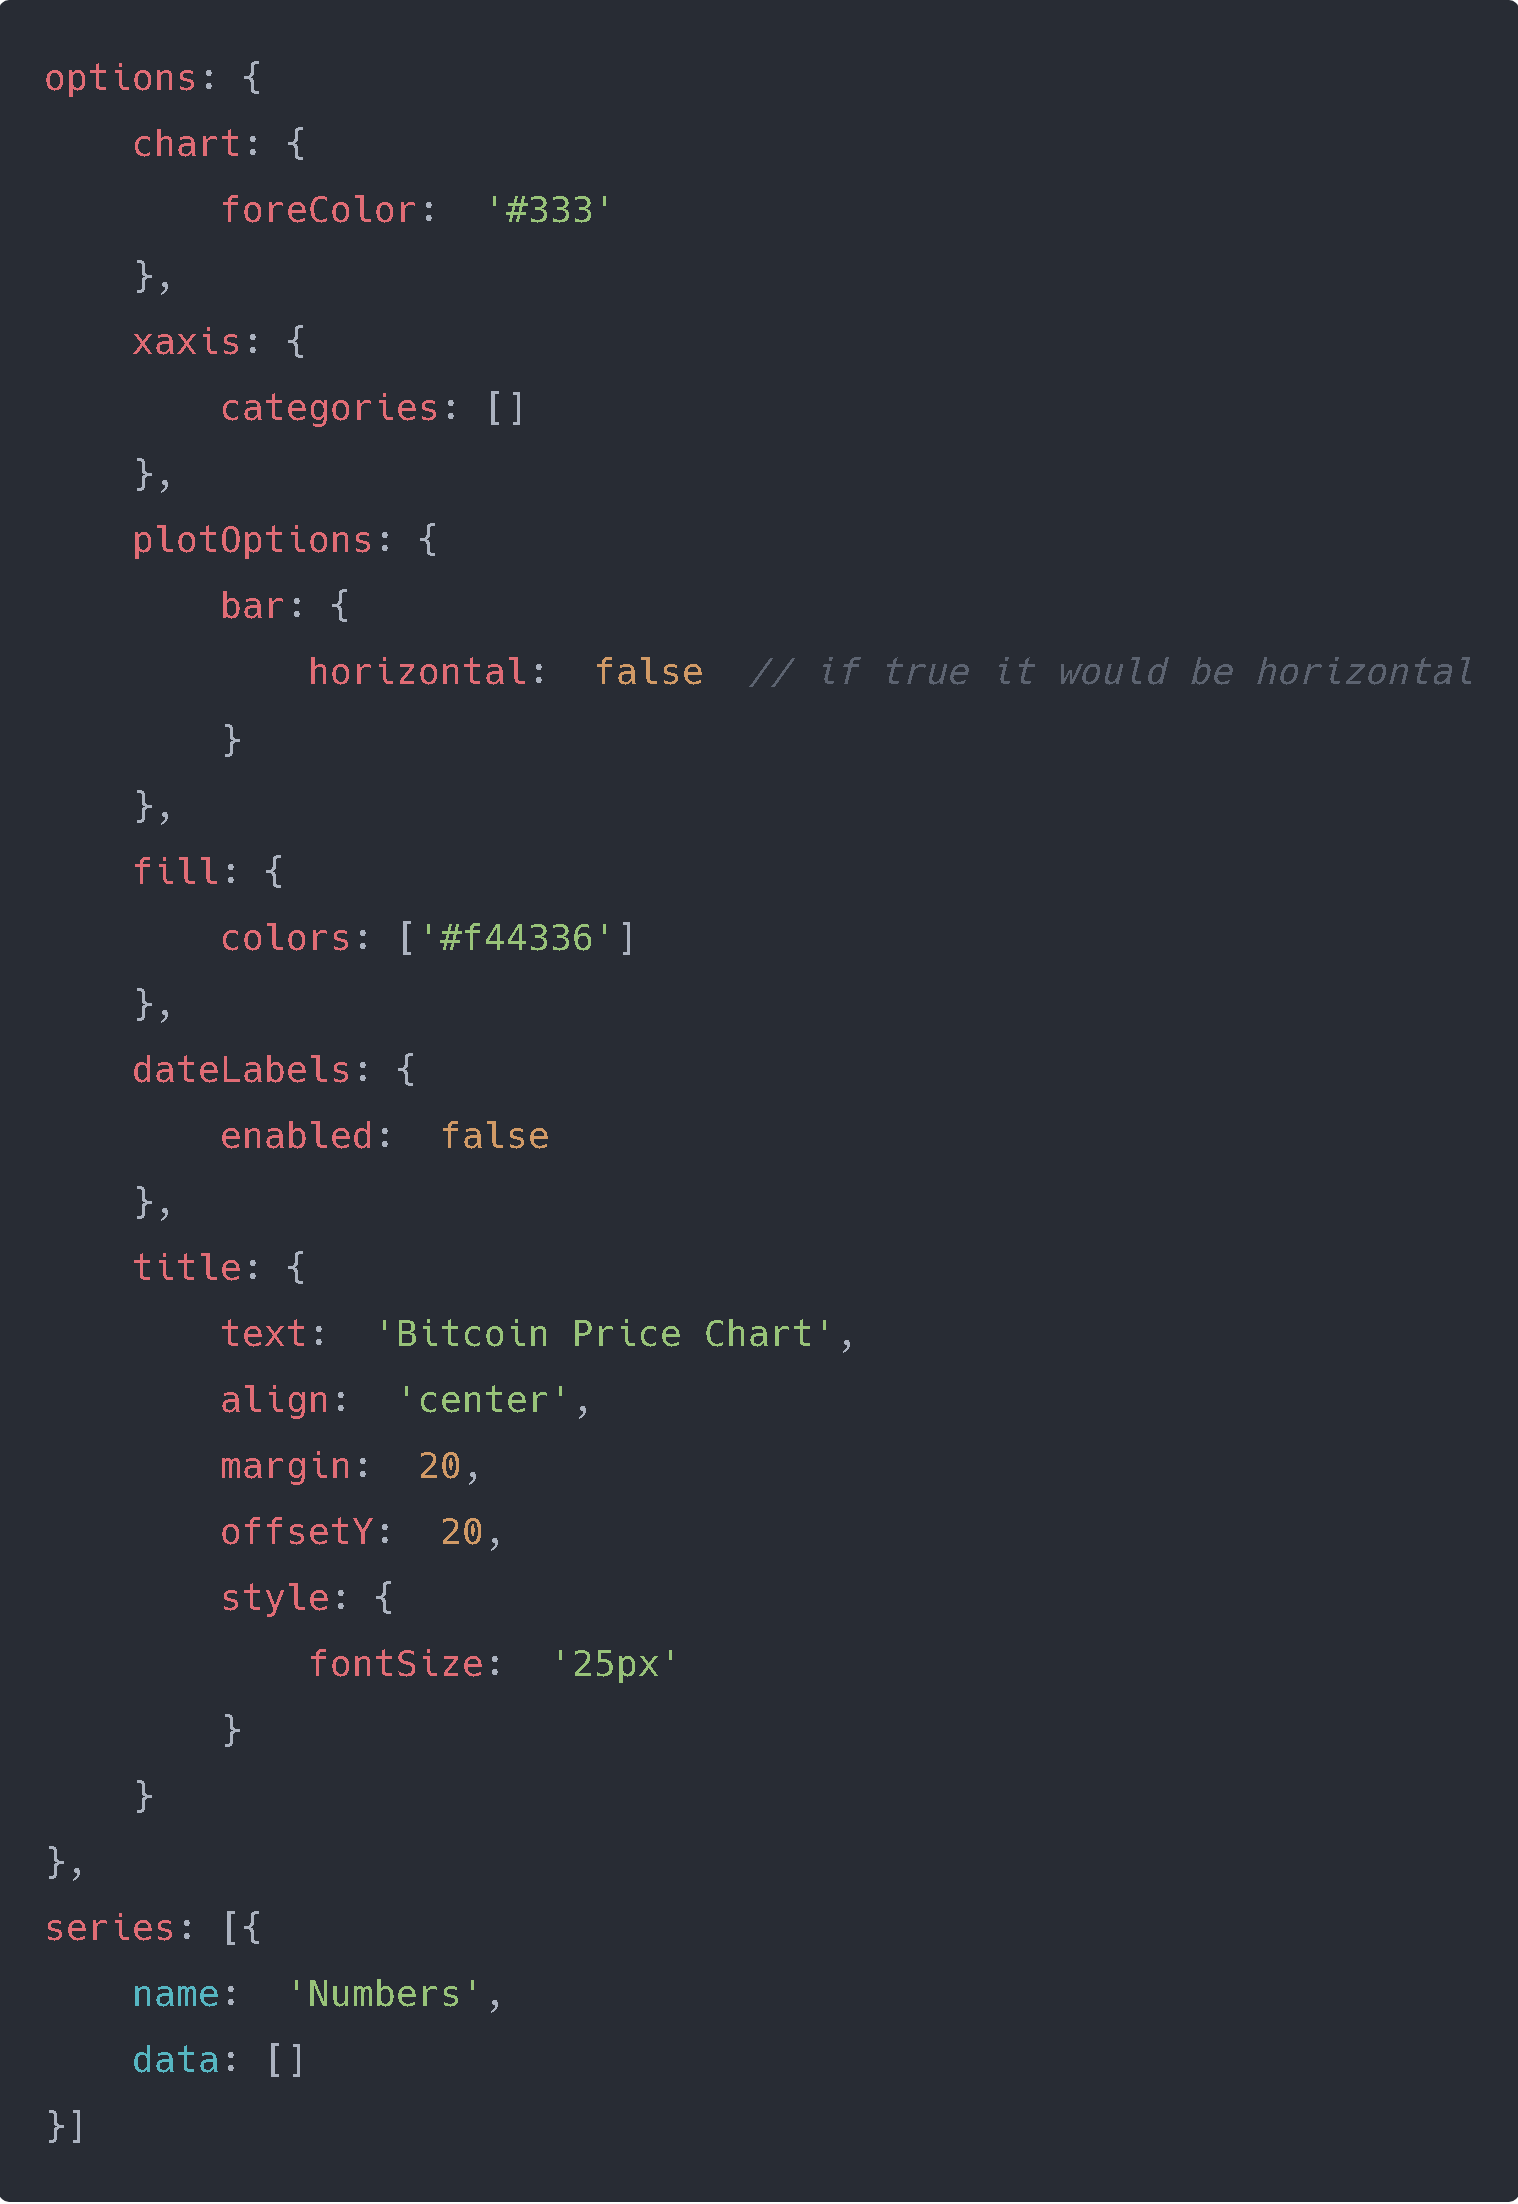 options: {
    chart: {
        foreColor:  '#333'
    },
    xaxis: {
        categories: []
    },
    plotOptions: {
        bar: {
            horizontal:  false  // if true it would be horizontal
        }
    },
    fill: {
        colors: ['#f44336']
    },
    dateLabels: {
        enabled:  false
    },
    title: {
        text:  'Bitcoin Price Chart',
        align:  'center',
        margin:  20,
        offsetY:  20,
        style: {
            fontSize:  '25px'
        }
    }
},
series: [{
    name:  'Numbers',
    data: []
}]